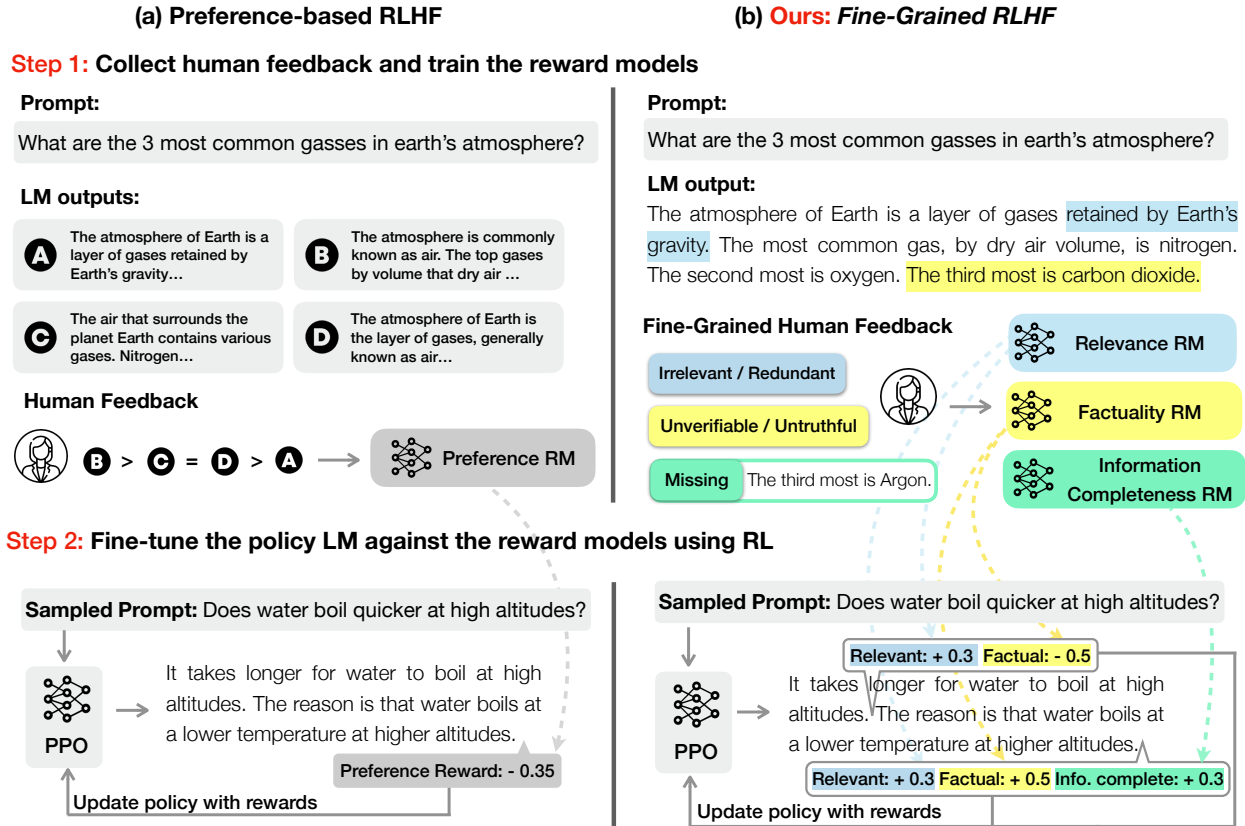 (a) Preference-based RLHF
(b) Ours: Fine-Grained RLHF
Step 1: Collect human feedback and train the reward models
Prompt:
What are the 3 most common gasses in earth's atmosphere?
LM outputs:
A
The atmosphere of Earth is a
layer of gases retained by
Earth's gravity...
B
The atmosphere is commonly
known as air. The top gases
by volume that dry air ...
C
The air that surrounds the
planet Earth contains various
gases. Nitrogen...
D
The atmosphere of Earth is
the layer of gases, generally
known as air...
Human Feedback
B > C = D > A
Preference RM
Prompt:
What are the 3 most common gasses in earth's atmosphere?
LM output:
The atmosphere of Earth is a layer of gases retained by Earth's
gravity. The most common gas, by dry air volume, is nitrogen.
The second most is oxygen. The third most is carbon dioxide.
Fine-Grained Human Feedback
Irrelevant / Redundant
Unverifiable / Untruthful
Missing The third most is Argon.
Relevance RM
Factuality RM
Information
Completeness RM
Step 2: Fine-tune the policy LM against the reward models using RL
Sampled Prompt: Does water boil quicker at high altitudes?
PPO
It takes longer for water to boil at high
altitudes. The reason is that water boils at
a lower temperature at higher altitudes.
Preference Reward: - 0.35
Update policy with rewards
Sampled Prompt: Does water boil quicker at high altitudes?
Relevant: + 0.3 Factual: - 0.5
PPO
It takes longer for water to boil at high
altitudes. The reason is that water boils at
a lower temperature at higher altitudes.
Relevant: + 0.3 Factual: + 0.5 Info. complete: + 0.3
Update policy with rewards